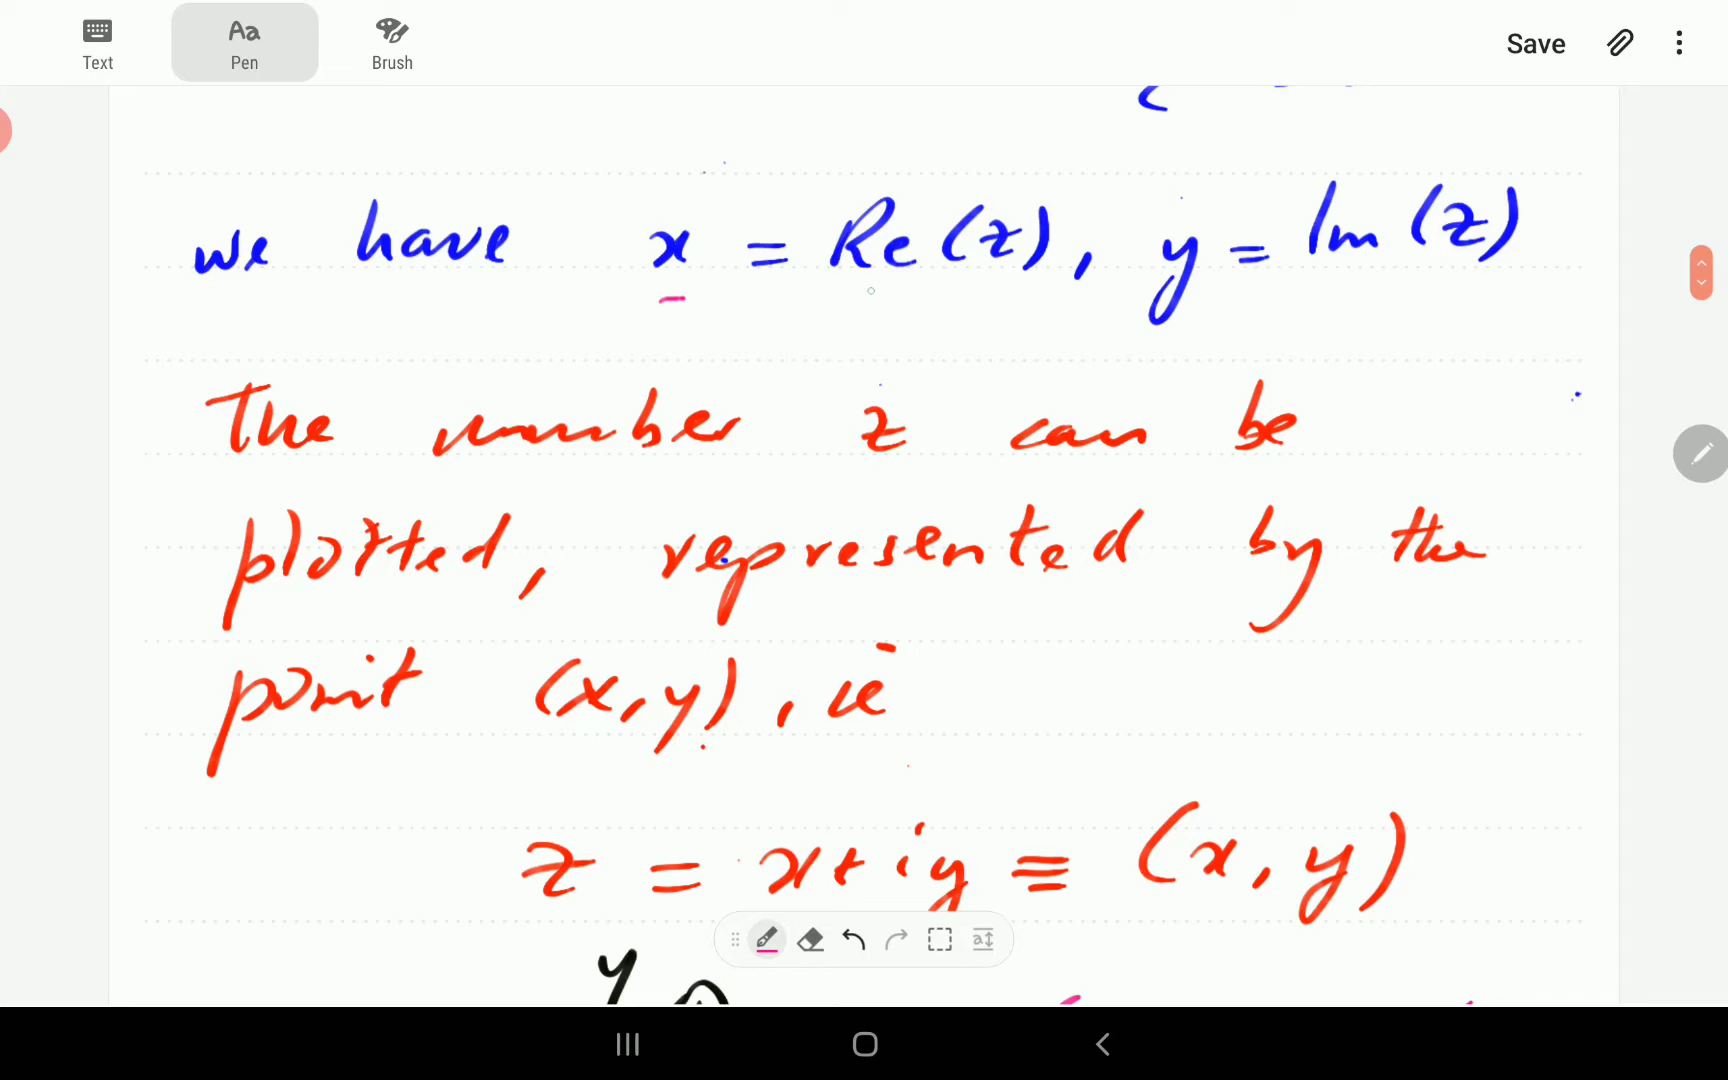 Text Aa Pen Brush Save
we have x = Re(z), y = Im(z)
The number z can be
plotted, represented by the
point (x,y), ie
z = x+iy ≡ (x, y)
y